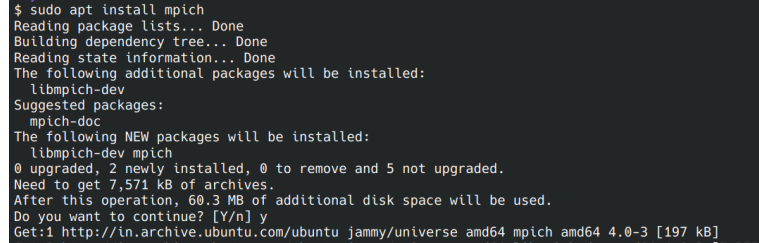 $ sudo apt install mpich
Reading package lists... Done
Building dependency tree... Done
Reading state information... Done
The following additional packages will be installed:
  libmpich-dev
Suggested packages:
  mpich-doc
The following NEW packages will be installed:
  libmpich-dev mpich
0 upgraded, 2 newly installed, 0 to remove and 5 not upgraded.
Need to get 7,571 kB of archives.
After this operation, 60.3 MB of additional disk space will be used.
Do you want to continue? [Y/n] y
Get:1 http://in.archive.ubuntu.com/ubuntu jammy/universe amd64 mpich amd64 4.0-3 [197 kB]